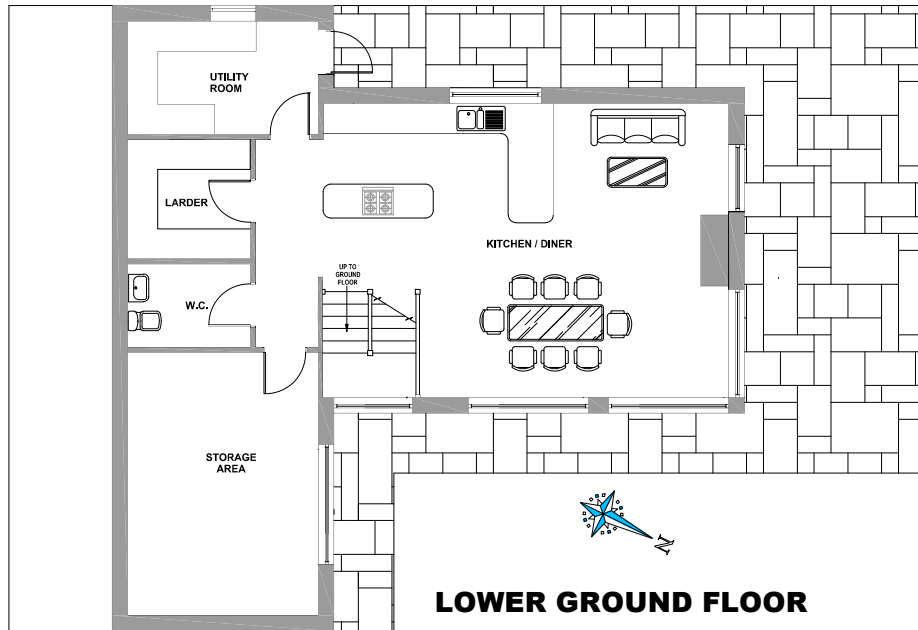 UTILITY
ROOM
LARDER
KITCHEN / DINER
UP TO
GROUND
FLOOR
W.C.
STORAGE
AREA
N
LOWER GROUND FLOOR